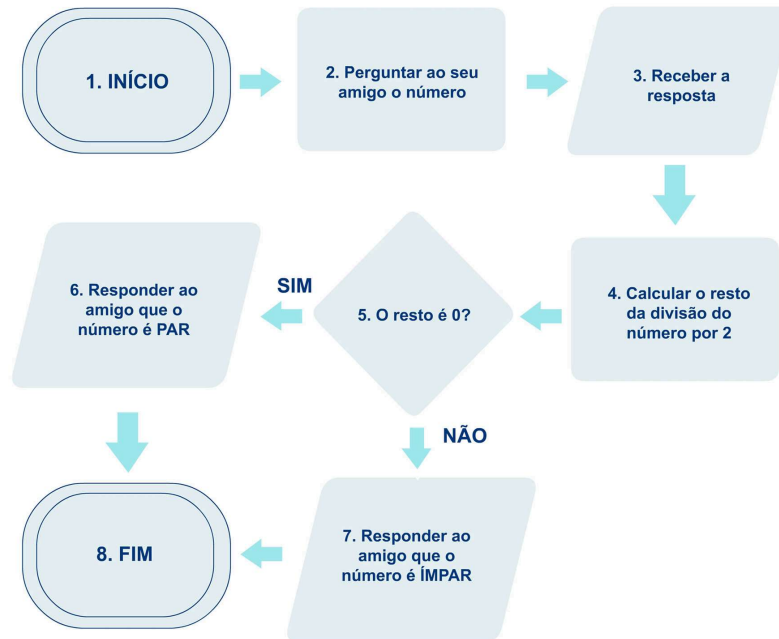 1. INÍCIO
2. Perguntar ao seu
amigo o número
3. Receber a
resposta
4. Calcular o resto
da divisão do
número por 2
5. O resto é 0?
SIM
6. Responder ao
amigo que o
número é PAR
NÃO
7. Responder ao
amigo que o
número é ÍMPAR
8. FIM